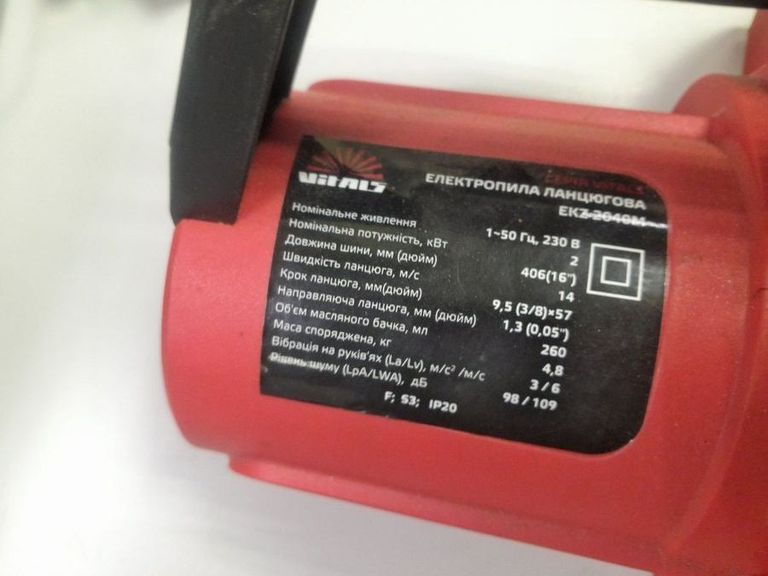 VITALS
СЕРІЯ VITALS
ЕЛЕКТРОПИЛА ЛАНЦЮГОВА
EKZ 2040M
Номінальне живлення 1~50 Гц, 230 В
Номінальна потужність, кВт 2
Довжина шини, мм (дюйм) 406(16")
Швидкість ланцюга, м/с 14
Крок ланцюга, мм(дюйм) 9,5 (3/8)×57
Направляюча ланцюга, мм (дюйм) 1,3 (0,05")
Об'єм масляного бачка, мл 260
Маса споряджена, кг 4,8
Вібрація на руків'ях (La/Lv), м/с² /м/с 3 / 6
Рівень шуму (LpA/LWA), дБ 98 / 109
F; S3; IP20